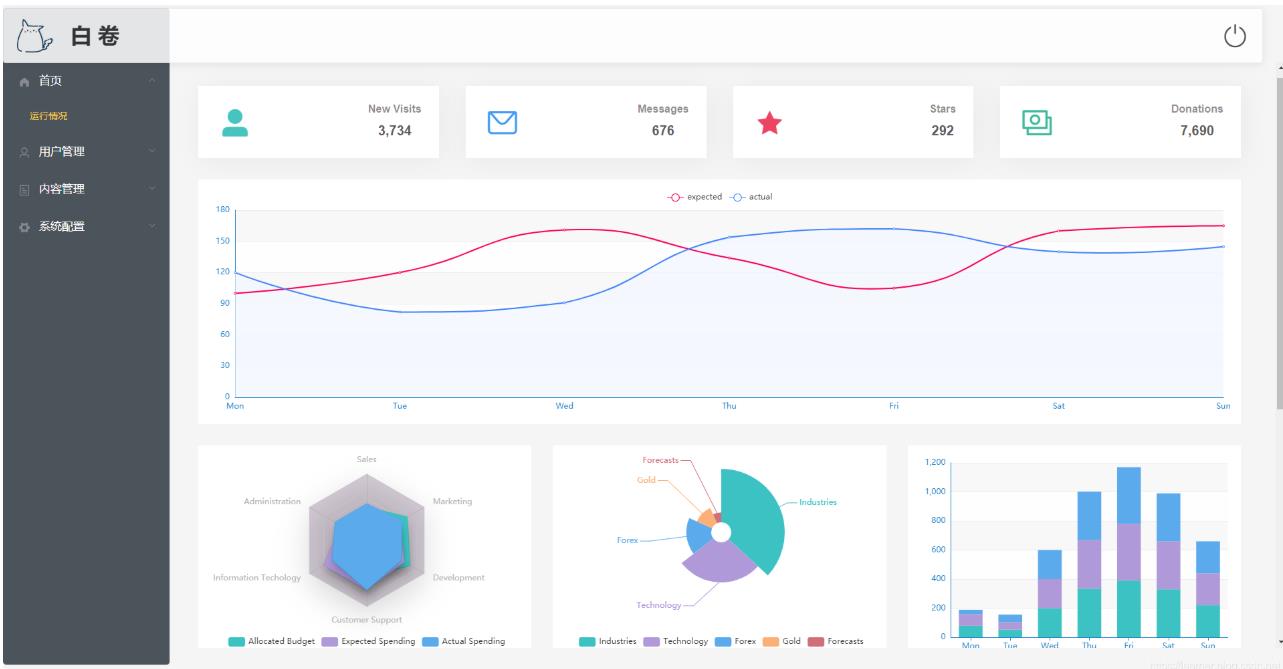 白卷
首页
运行情况
用户管理
内容管理
系统配置
New Visits
3,734
Messages
676
Stars
292
Donations
7,690
expected actual
180
150
120
90
60
30
0
Mon Tue Wed Thu Fri Sat Sun
Sales
Administration Marketing
Information Techology Development
Customer Support
Allocated Budget Expected Spending Actual Spending
Forecasts
Gold
Industries
Forex
Technology
Industries Technology Forex Gold Forecasts
1,200
1,000
800
600
400
200
0
Mon Tue Wed Thu Fri Sat Sun